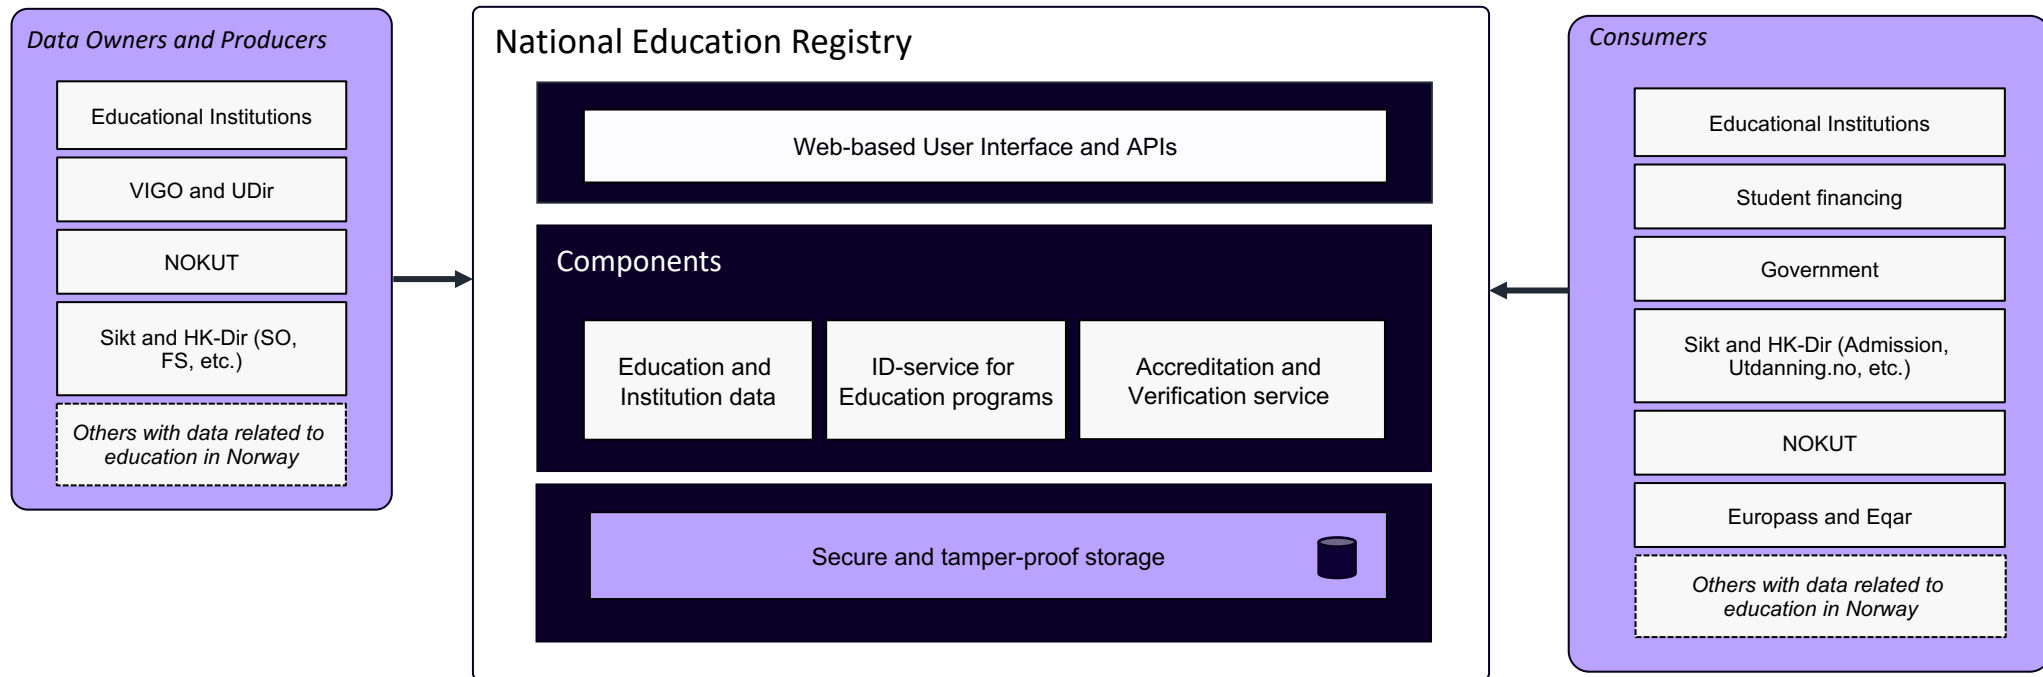 Data Owners and Producers
Educational Institutions
VIGO and UDir
NOKUT
Sikt and HK-Dir (SO,
FS, etc.)
Others with data related to
education in Norway
National Education Registry
Web-based User Interface and APIs
Components
Education and
Institution data
ID-service for
Education programs
Accreditation and
Verification service
Secure and tamper-proof storage
Consumers
Educational Institutions
Student financing
Government
Sikt and HK-Dir (Admission,
Utdanning.no, etc.)
NOKUT
Europass and Eqar
Others with data related to
education in Norway